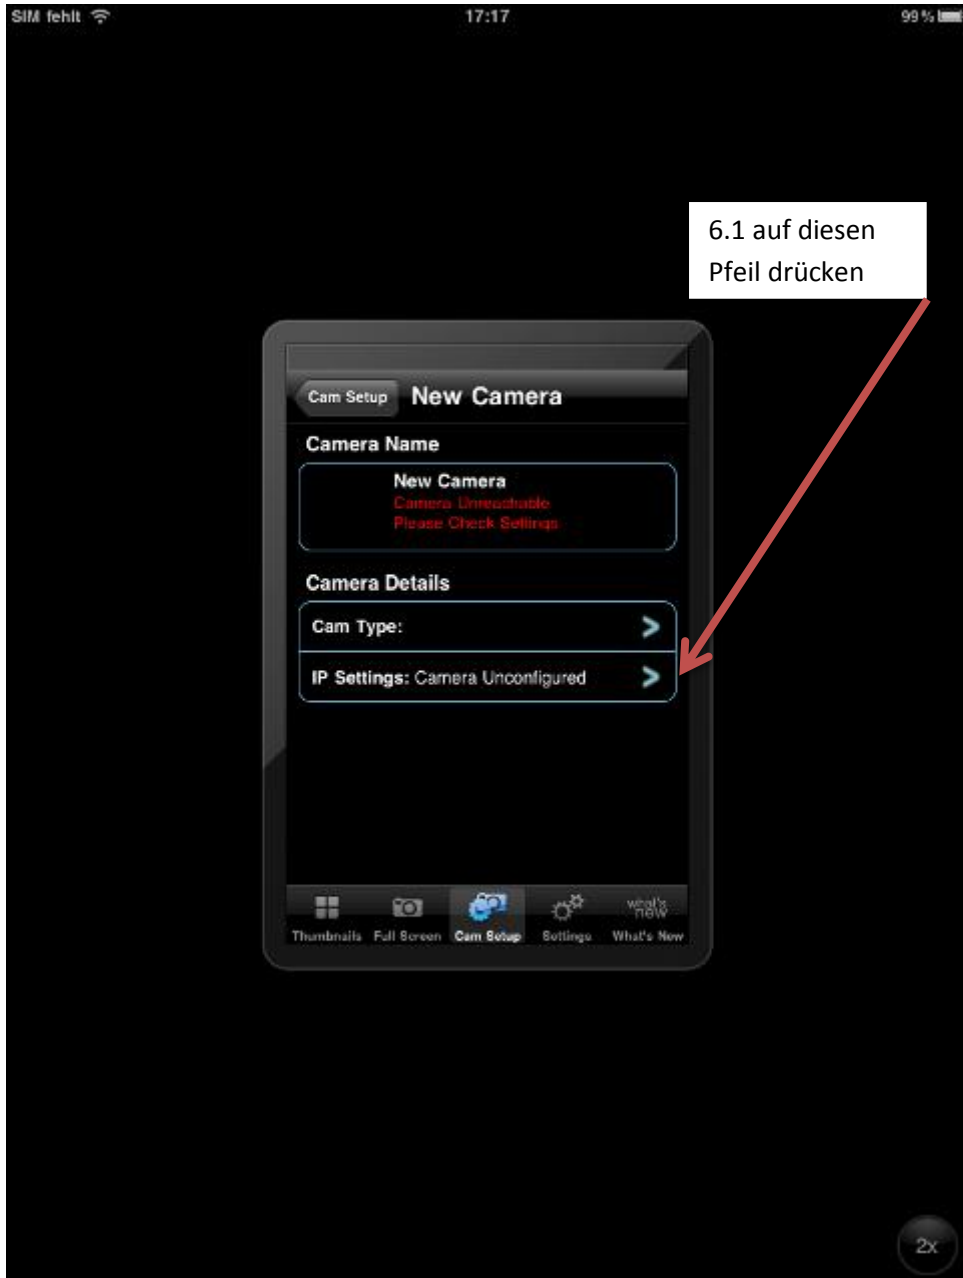 SIM fehlt
17:17
99 %
6.1 auf diesen
Pfeil drücken
Cam Setup
New Camera
Camera Name
New Camera
Camera Unreachable
Please Check Settings
Camera Details
Cam Type:
IP Settings: Camera Unconfigured
what's
new
Thumbnails
Full Screen
Cam Setup
Settings
What's New
2x